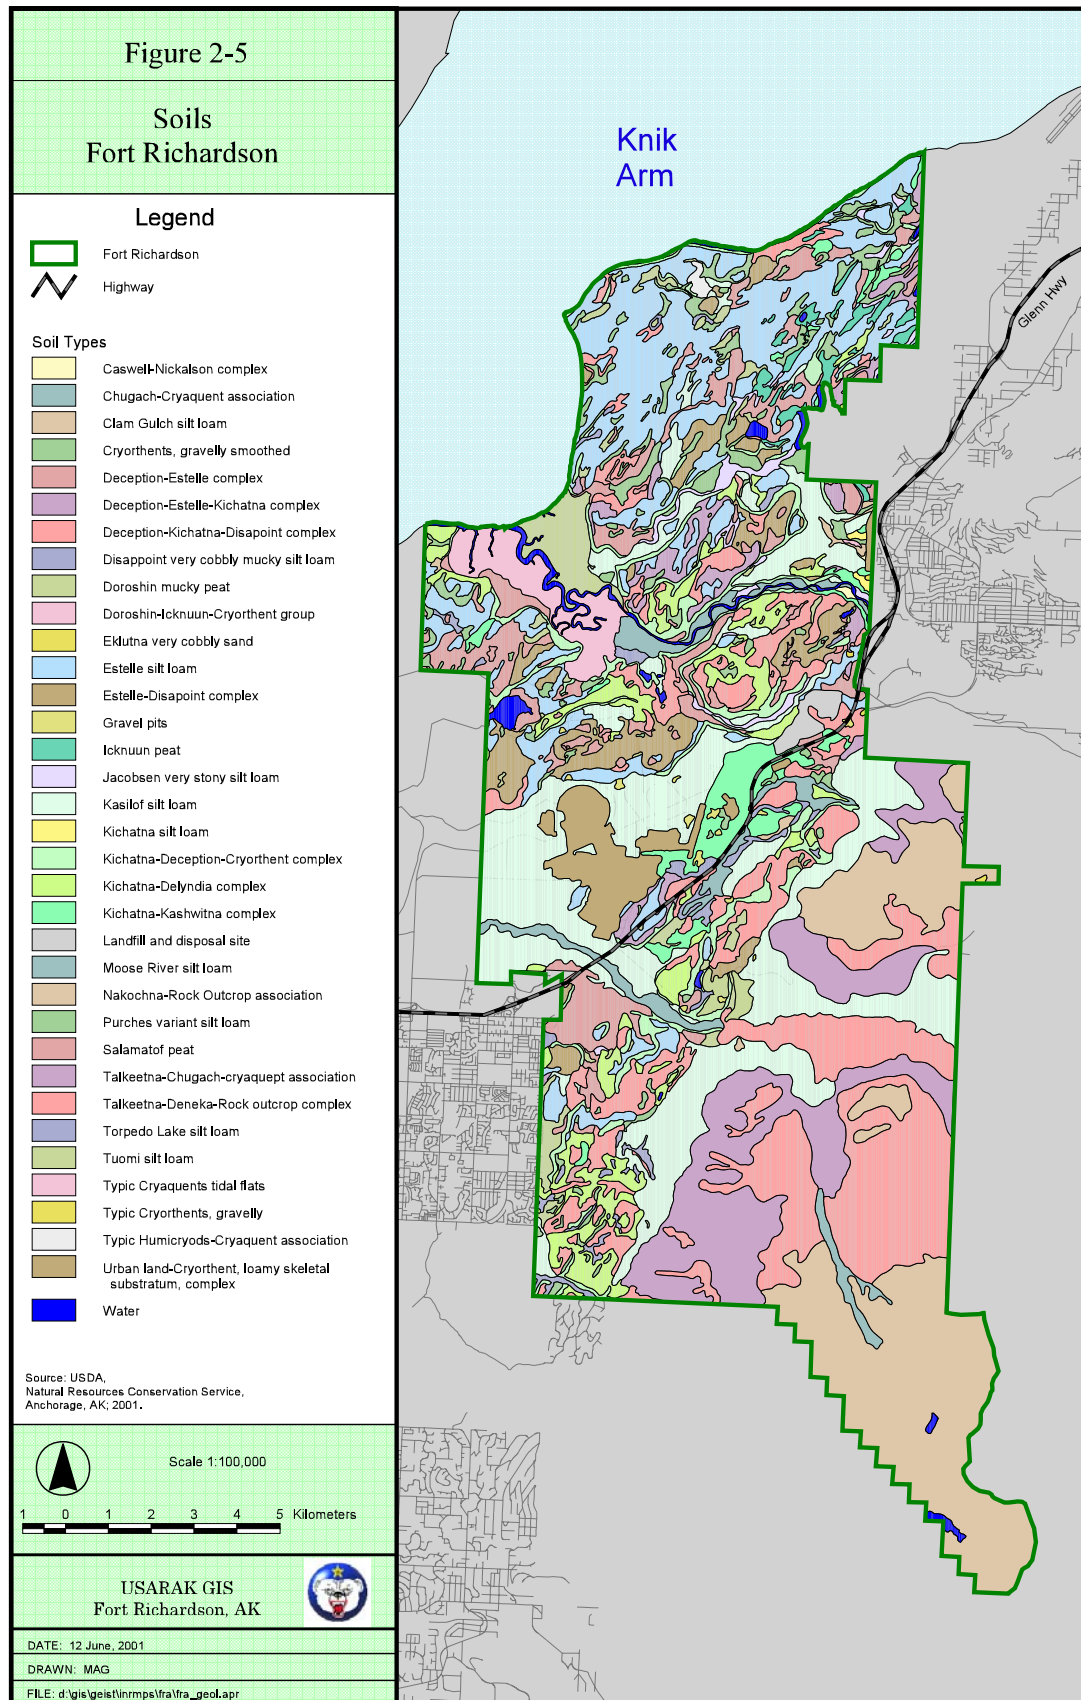 Figure 2-5
Soils
Fort Richardson
Legend
Fort Richardson
Highway
Soil Types
Caswell-Nickalson complex
Chugach-Cryaquent association
Clam Gulch silt loam
Cryorthents, gravelly smoothed
Deception-Estelle complex
Deception-Estelle-Kichatna complex
Deception-Kichatna-Disapoint complex
Disappoint very cobbly mucky silt loam
Doroshin mucky peat
Doroshin-Icknuun-Cryorthent group
Eklutna very cobbly sand
Estelle silt loam
Estelle-Disapoint complex
Gravel pits
Icknuun peat
Jacobsen very stony silt loam
Kasilof silt loam
Kichatna silt loam
Kichatna-Deception-Cryorthent complex
Kichatna-Delyndia complex
Kichatna-Kashwitna complex
Landfill and disposal site
Moose River silt loam
Nakochna-Rock Outcrop association
Purches variant silt loam
Salamatof peat
Talkeetna-Chugach-cryaquept association
Talkeetna-Deneka-Rock outcrop complex
Torpedo Lake silt loam
Tuomi silt loam
Typic Cryaquents tidal flats
Typic Cryorthents, gravelly
Typic Humicryods-Cryaquent association
Urban land-Cryorthent, loamy skeletal
substratum, complex
Water
Source: USDA,
Natural Resources Conservation Service,
Anchorage, AK; 2001.
Scale 1:100,000
1 0 1 2 3 4 5 Kilometers
USARAK GIS
Fort Richardson, AK
DATE: 12 June, 2001
DRAWN: MAG
FILE: d:\gis\geist\inrmps\fra\fra_geol.apr
Knik
Arm
Glenn Hwy